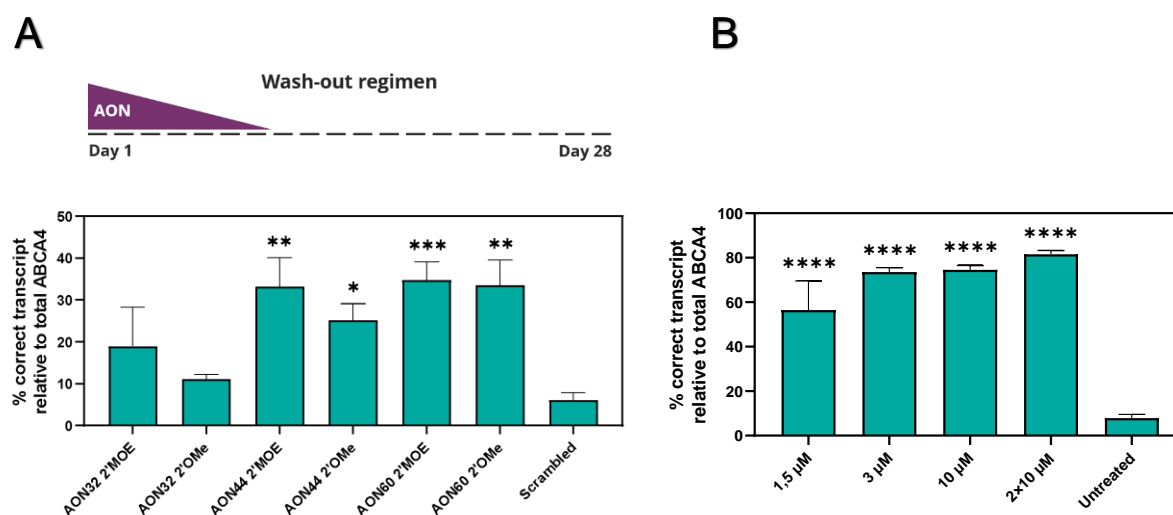 A
Wash-out regimen
AON
Day 1
Day 28
% correct transcript
relative to total ABCA4
50
40
30
20
10
0
**
*
***
**
AON32 2'MOE
AON32 2'OMe
AON44 2'MOE
AON44 2'OMe
AON60 2'MOE
AON60 2'OMe
Scrambled
B
% correct transcript
relative to total ABCA4
100
80
60
40
20
0
****
****
****
****
1,5 µM
3 µM
10 µM
2×10 µM
Untreated